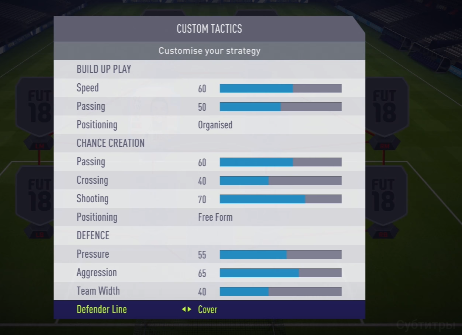 CUSTOM TACTICS
Customise your strategy
BUILD UP PLAY
Speed 60
Passing 50
Positioning Organised
CHANCE CREATION
Passing 60
Crossing 40
Shooting 70
Positioning Free Form
DEFENCE
Pressure 55
Aggression 65
Team Width 40
Defender Line Cover
FUT
18
FUT
18
FUT
18
FUT
18